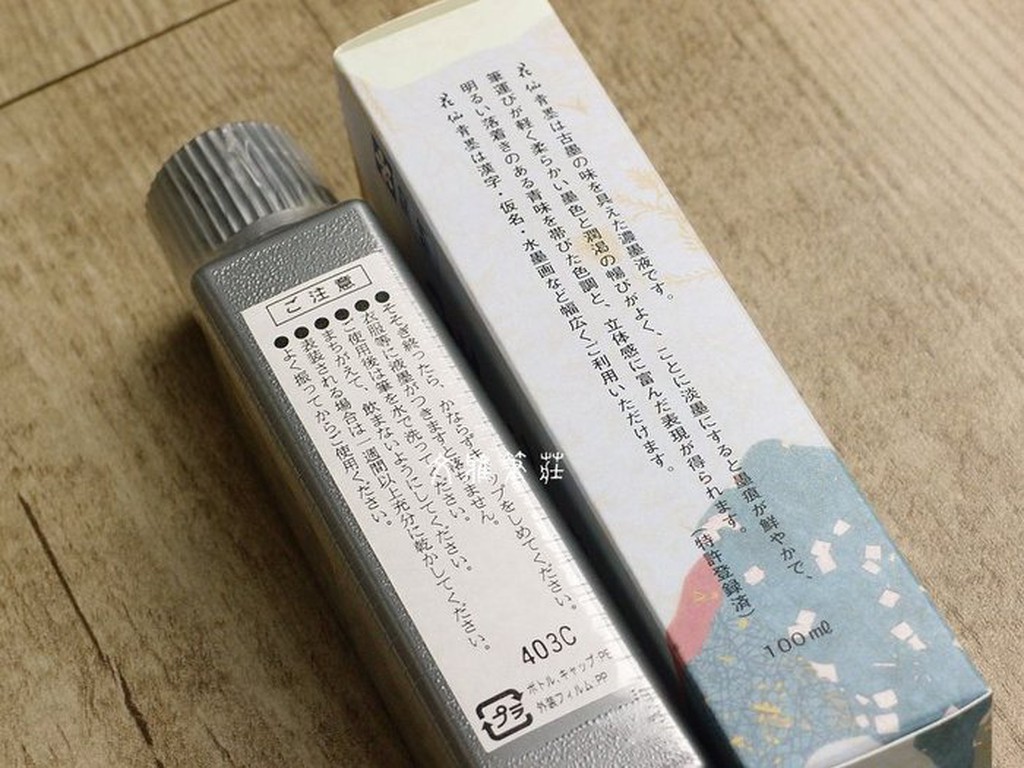 花仙青墨は古墨の味を具えた濃墨液です。
筆運びが軽く柔らかい墨色と潤渇の暢びがよく、ことに淡墨にすると墨痕が鮮やかで、
明るい落着きのある青味を帯びた色調と、立体感に富んだ表現が得られます。(特許登録済)
花仙青墨は漢字・仮名・水墨画など幅広くご利用いただけます。
100ml
ご注意
●そそぎ終ったら、かならず
ップをしめてください。
●衣服等に液墨がつきますと落
ません。
●ご使用後は筆を水で洗って
ださい。
●まちがえて、飲まないようにしてください。
●表装される場合は一週間以上充分に乾かしてください。
●よく振ってからご使用ください。
403C
プラ
ボトル、キャップ・PE
外装フィルム・PP
筆莊